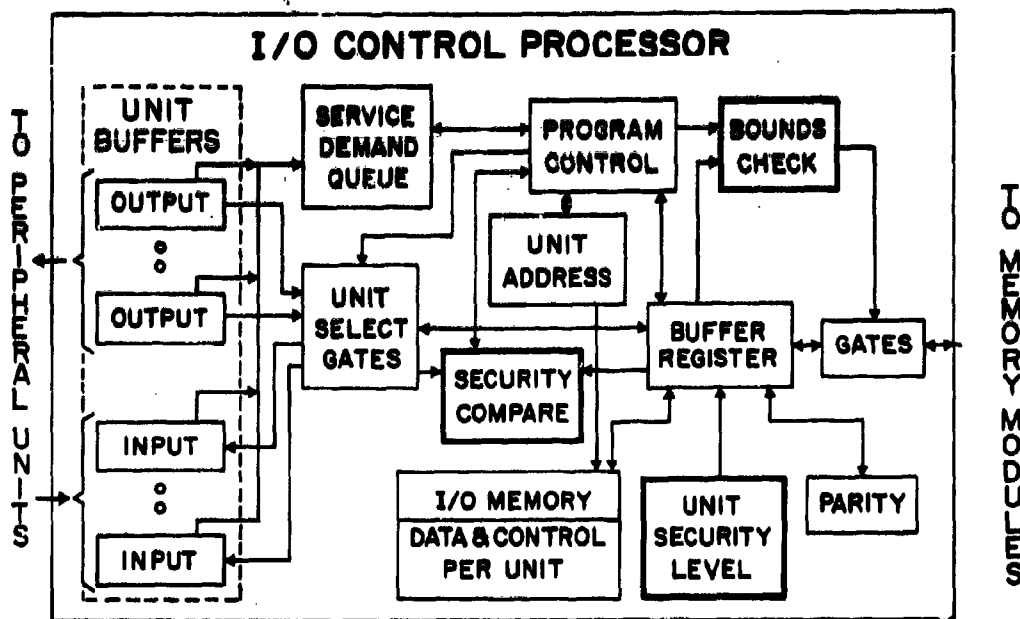 I/O CONTROL PROCESSOR
TO PERIPHERAL UNITS
UNIT
BUFFERS
OUTPUT
OUTPUT
INPUT
INPUT
SERVICE
DEMAND
QUEUE
PROGRAM
CONTROL
BOUNDS
CHECK
UNIT
ADDRESS
UNIT
SELECT
GATES
SECURITY
COMPARE
BUFFER
REGISTER
GATES
I/O MEMORY
DATA & CONTROL
PER UNIT
UNIT
SECURITY
LEVEL
PARITY
TO MEMORY MODULES